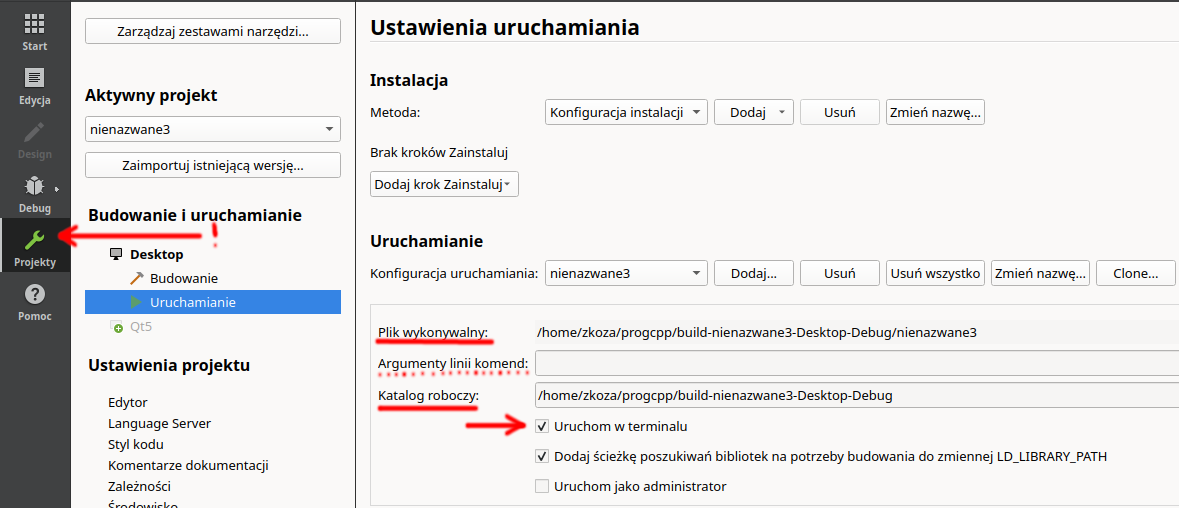 Start
Edycja
Design
Debug
Projekty
Pomoc
Zarządzaj zestawami narzędzi...
Aktywny projekt
nienazwane3
Zaimportuj istniejącą wersję...
Budowanie i uruchamianie
Desktop
Budowanie
Uruchamianie
Qt5
Ustawienia projektu
Edytor
Language Server
Styl kodu
Komentarze dokumentacji
Zależności
Środowisko
Ustawienia uruchamiania
Instalacja
Metoda: Konfiguracja instalacji Dodaj Usuń Zmień nazwę...
Brak kroków Zainstaluj
Dodaj krok Zainstaluj
Uruchamianie
Konfiguracja uruchamiania: nienazwane3 Dodaj... Usuń Usuń wszystko Zmień nazwę... Clone...
Plik wykonywalny: /home/zkoza/progcpp/build-nienazwane3-Desktop-Debug/nienazwane3
Argumenty linii komend:
Katalog roboczy: /home/zkoza/progcpp/build-nienazwane3-Desktop-Debug
Uruchom w terminalu
Dodaj ścieżkę poszukiwań bibliotek na potrzeby budowania do zmiennej LD_LIBRARY_PATH
Uruchom jako administrator